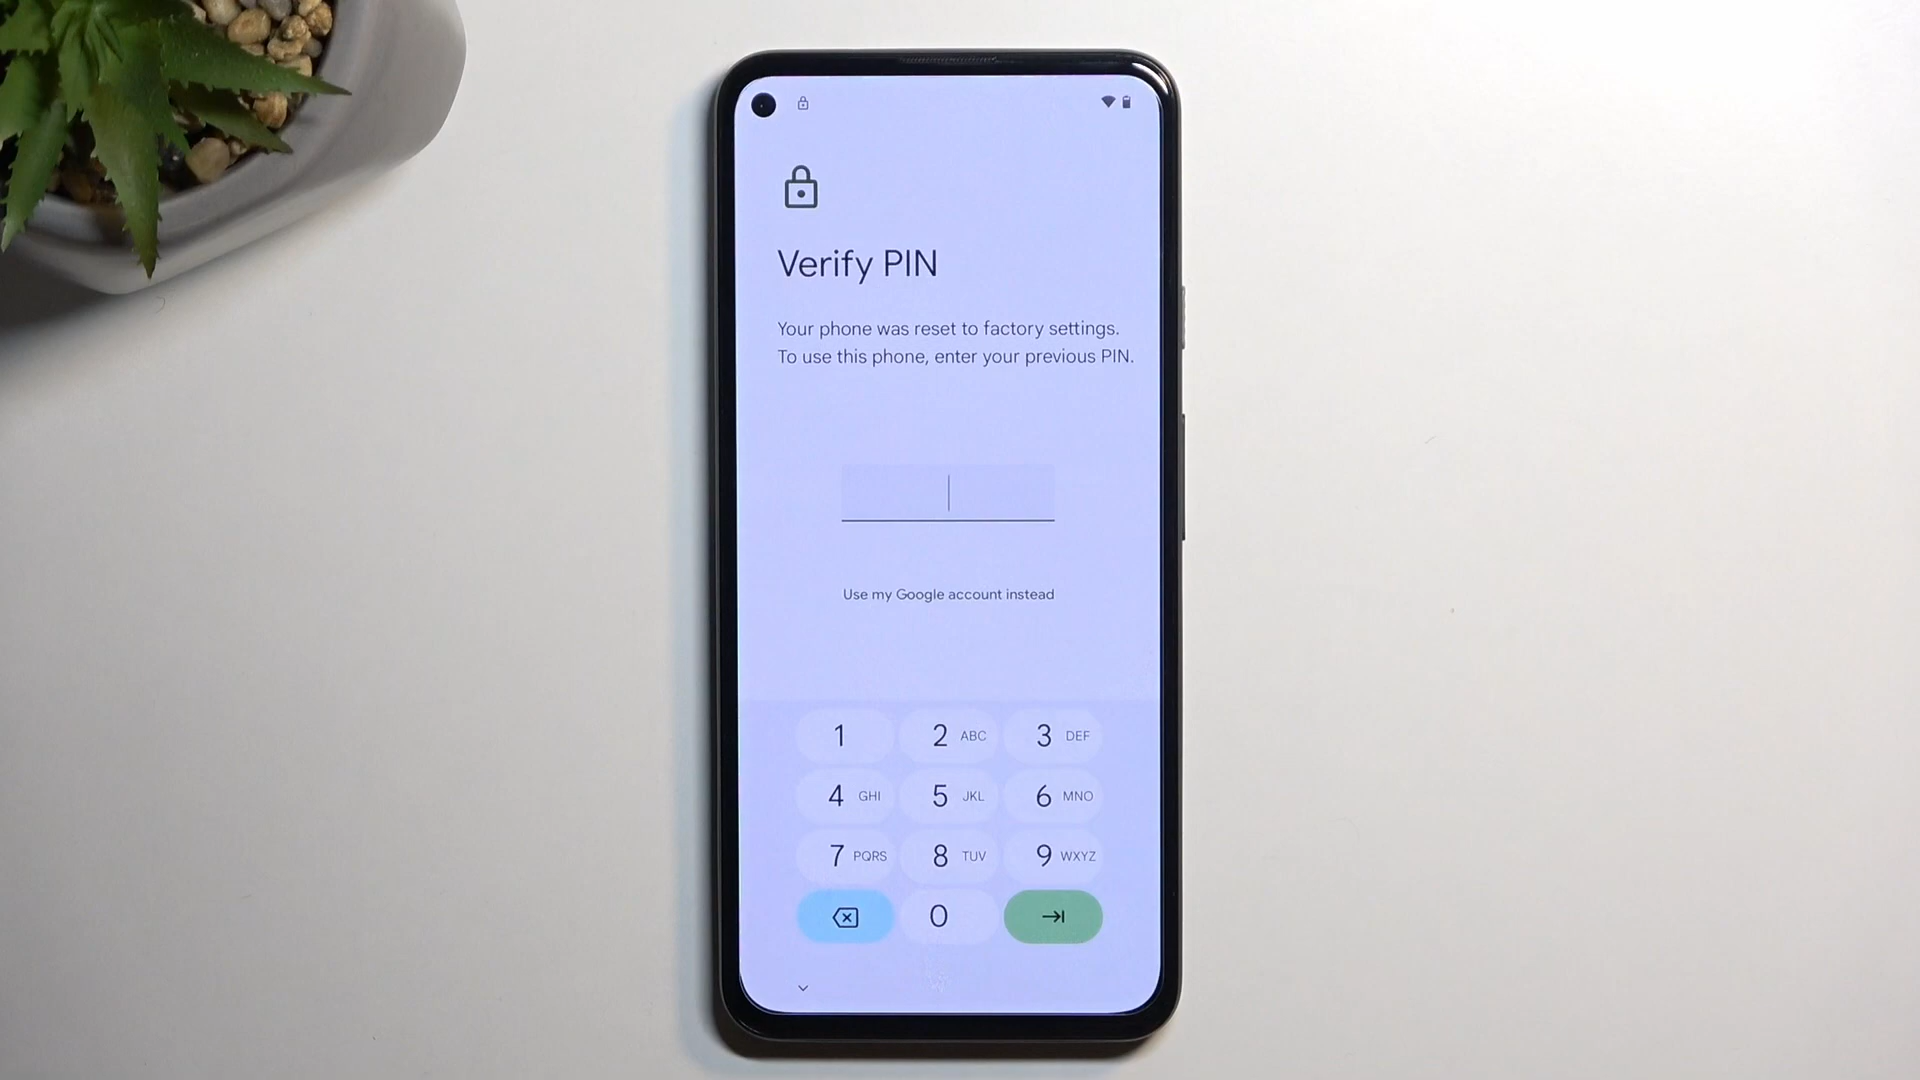 Verify PIN
Your phone was reset to factory settings.
To use this phone, enter your previous PIN.
Use my Google account instead
1 2 ABC 3 DEF
4 GHI 5 JKL 6 MNO
7 PQRS 8 TUV 9 WXYZ
0